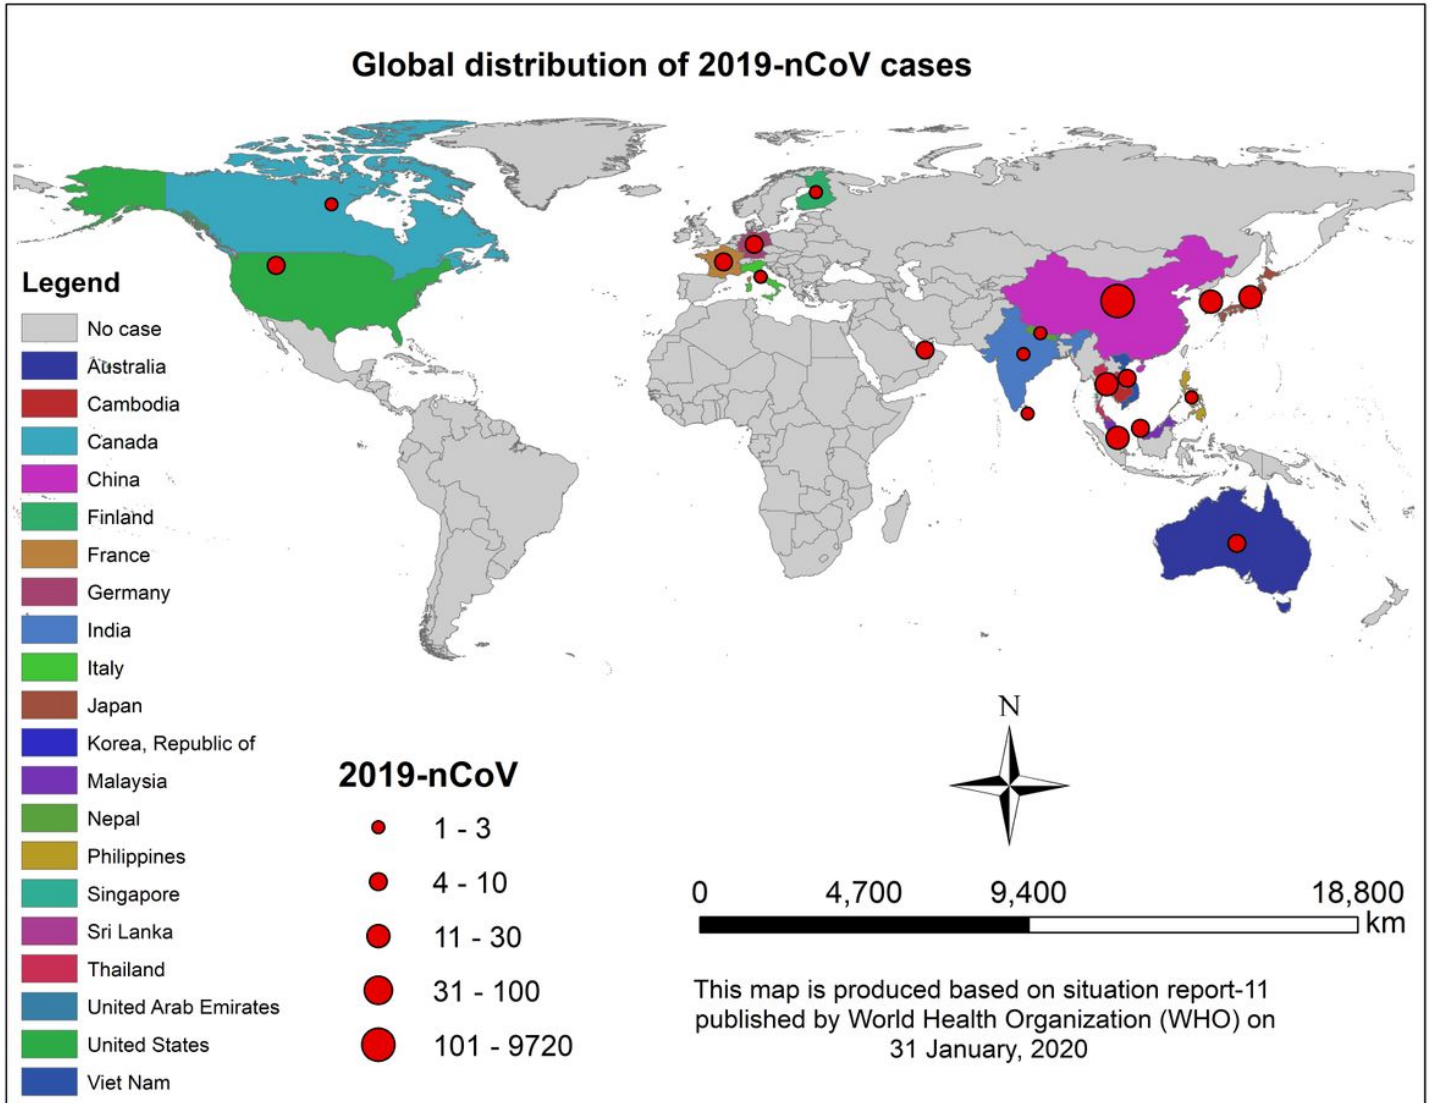 Global distribution of 2019-nCoV cases
Legend
No case
Australia
Cambodia
Canada
China
Finland
France
Germany
India
Italy
Japan
Korea, Republic of
Malaysia
Nepal
Philippines
Singapore
Sri Lanka
Thailand
United Arab Emirates
United States
Viet Nam
2019-nCoV
1 - 3
4 - 10
11 - 30
31 - 100
101 - 9720
N
0 4,700 9,400 18,800
km
This map is produced based on situation report-11
published by World Health Organization (WHO) on
31 January, 2020